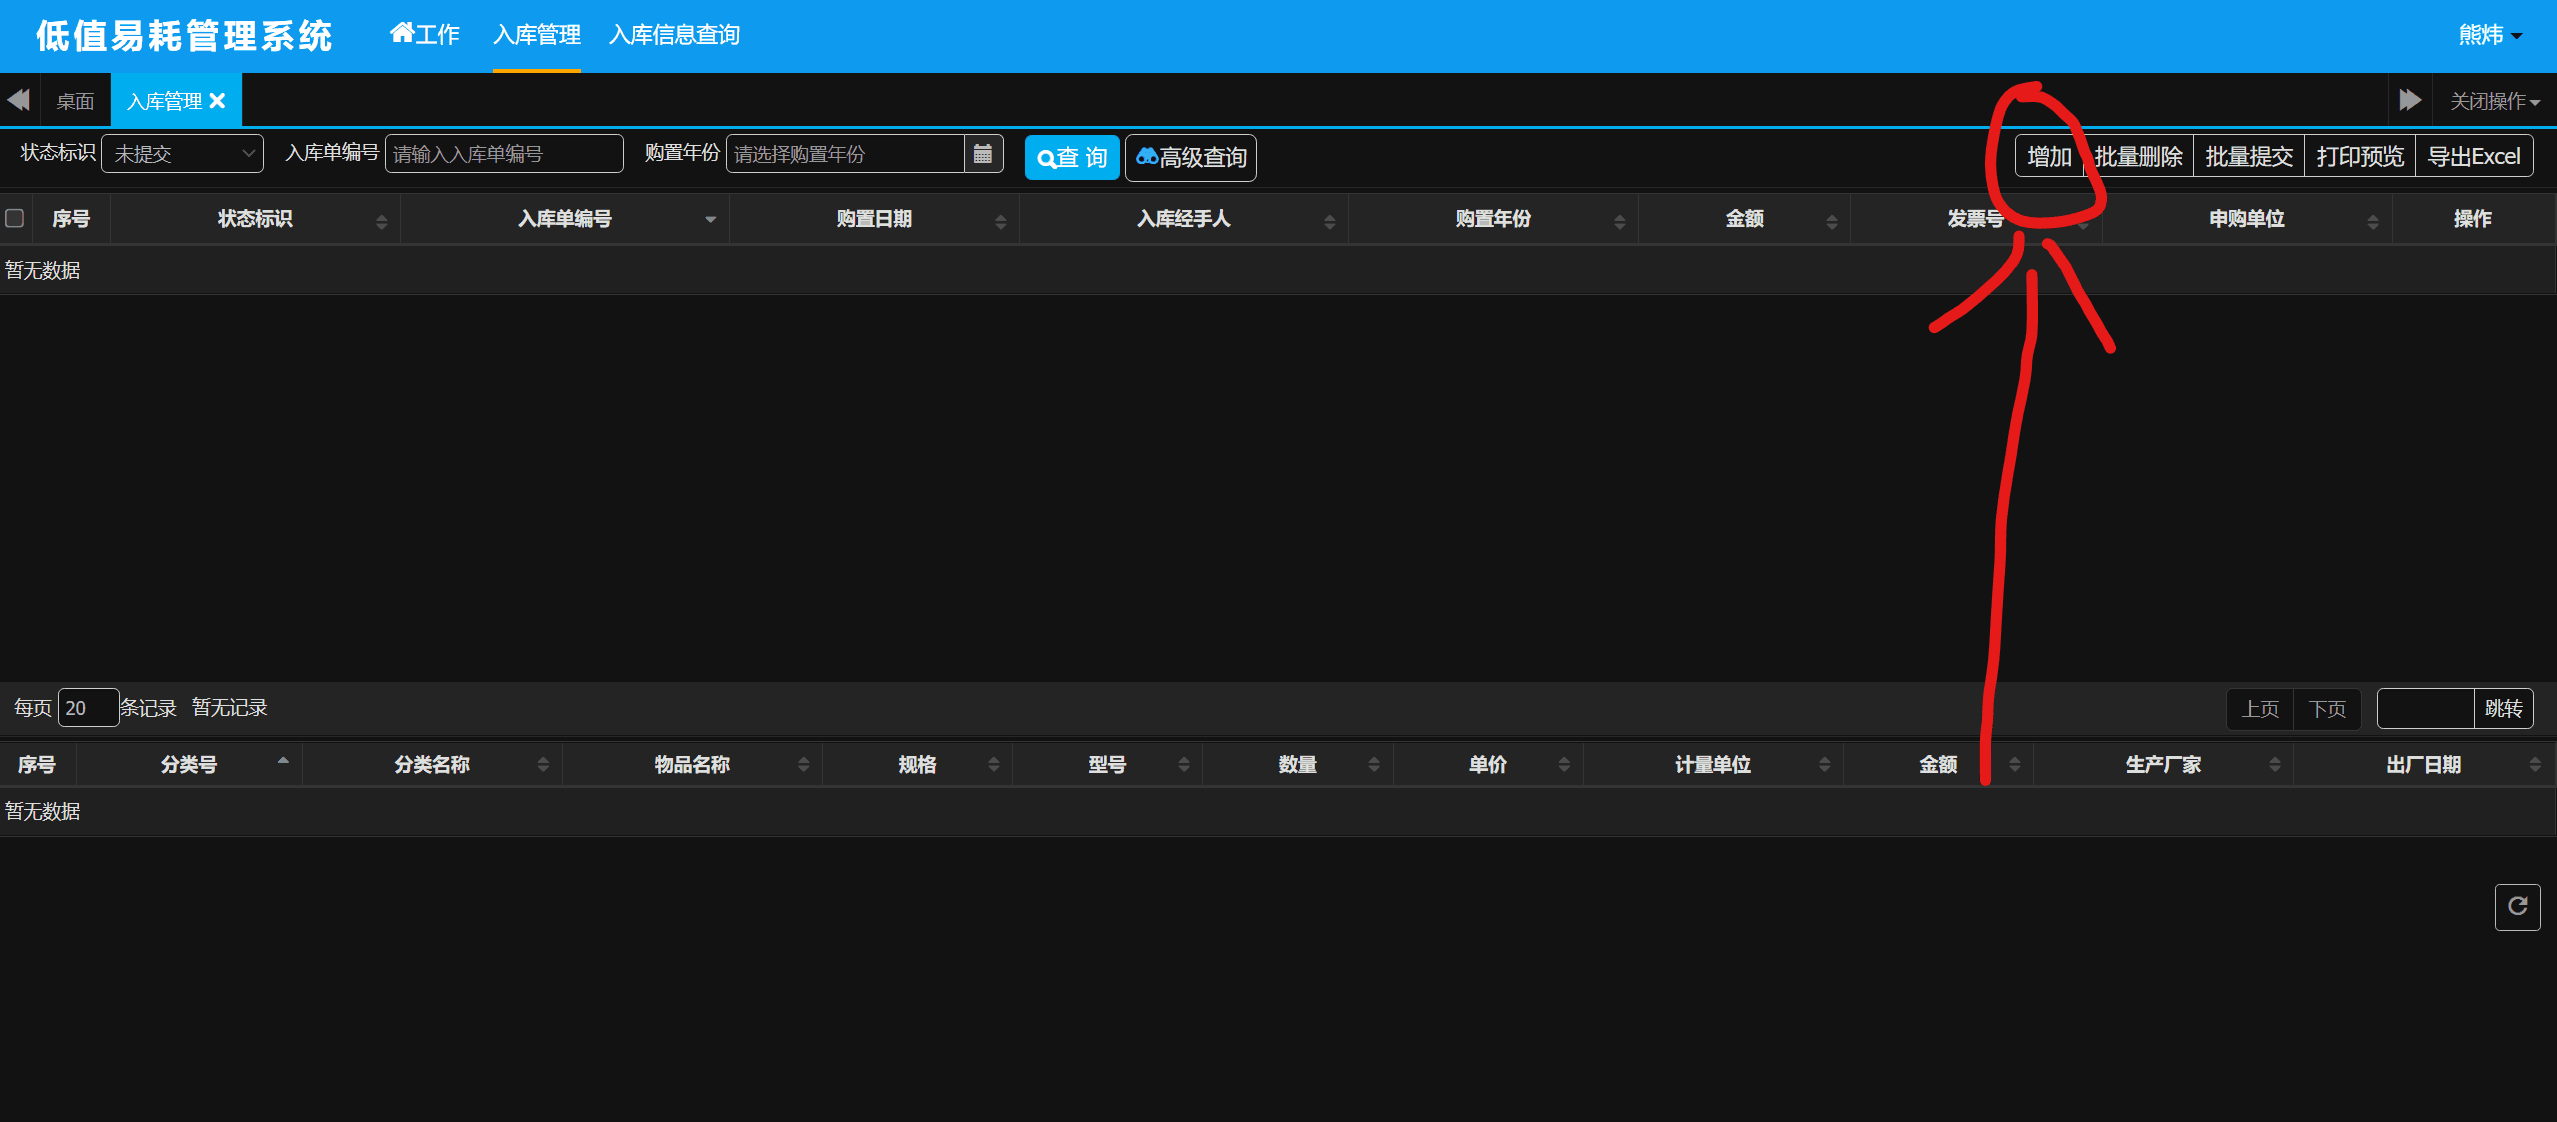 低值易耗管理系统 工作 入库管理 入库信息查询 熊炜
桌面 入库管理 关闭操作
状态标识 未提交 入库单编号 请输入入库单编号 购置年份 请选择购置年份 查 询 高级查询 增加 批量删除 批量提交 打印预览 导出Excel
序号 状态标识 入库单编号 购置日期 入库经手人 购置年份 金额 发票号 申购单位 操作
暂无数据
每页 20 条记录 暂无记录 上页 下页 跳转
序号 分类号 分类名称 物品名称 规格 型号 数量 单价 计量单位 金额 生产厂家 出厂日期
暂无数据